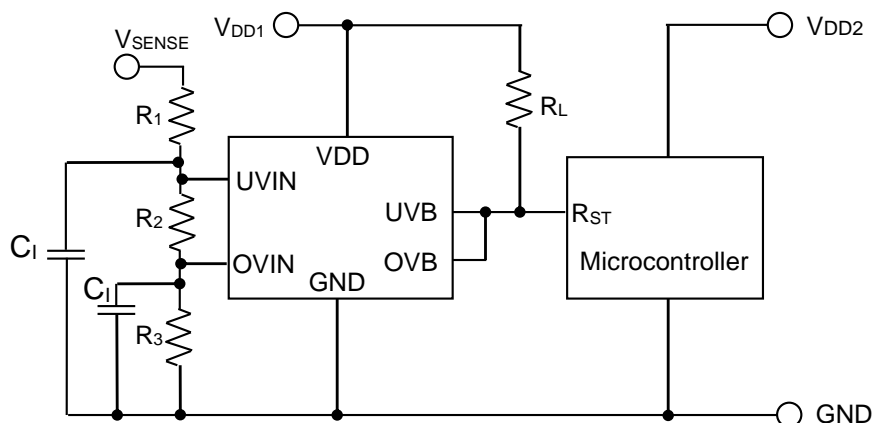 VDD1
VDD2
VSENSE
R1
RL
VDD
UVIN
R2
UVB
RST
CI
OVIN
OVB
Microcontroller
CI
GND
R3
GND